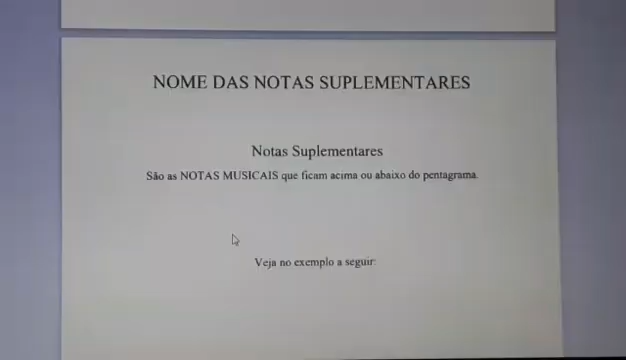 NOME DAS NOTAS SUPLEMENTARES
Notas Suplementares
São as NOTAS MUSICAIS que ficam acima ou abaixo do pentagrama.
Veja no exemplo a seguir: